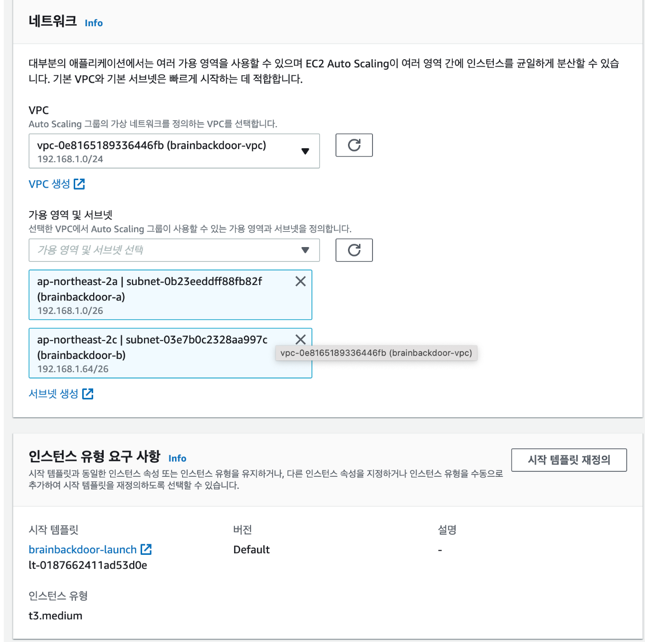 네트워크 Info
대부분의 애플리케이션에서는 여러 가용 영역을 사용할 수 있으며 EC2 Auto Scaling이 여러 영역 간에 인스턴스를 균일하게 분산할 수 있습
니다. 기본 VPC와 기본 서브넷은 빠르게 시작하는 데 적합합니다.
VPC
Auto Scaling 그룹의 가상 네트워크를 정의하는 VPC를 선택합니다.
vpc-0e8165189336446fb (brainbackdoor-vpc)
192.168.1.0/24
VPC 생성
가용 영역 및 서브넷
선택한 VPC에서 Auto Scaling 그룹이 사용할 수 있는 가용 영역과 서브넷을 정의합니다.
가용 영역 및 서브넷 선택
ap-northeast-2a | subnet-0b23eeddff88fb82f
(brainbackdoor-a)
192.168.1.0/26
ap-northeast-2c | subnet-03e7b0c2328aa997c
(brainbackdoor-b)
192.168.1.64/26
vpc-0e8165189336446fb (brainbackdoor-vpc)
서브넷 생성
인스턴스 유형 요구 사항 Info
시작 템플릿 재정의
시작 템플릿과 동일한 인스턴스 속성 또는 인스턴스 유형을 유지하거나, 다른 인스턴스 속성을 지정하거나 인스턴스 유형을 수동으로
추가하여 시작 템플릿을 재정의하도록 선택할 수 있습니다.
시작 템플릿 버전 설명
brainbackdoor-launch Default -
lt-0187662411ad53d0e
인스턴스 유형
t3.medium